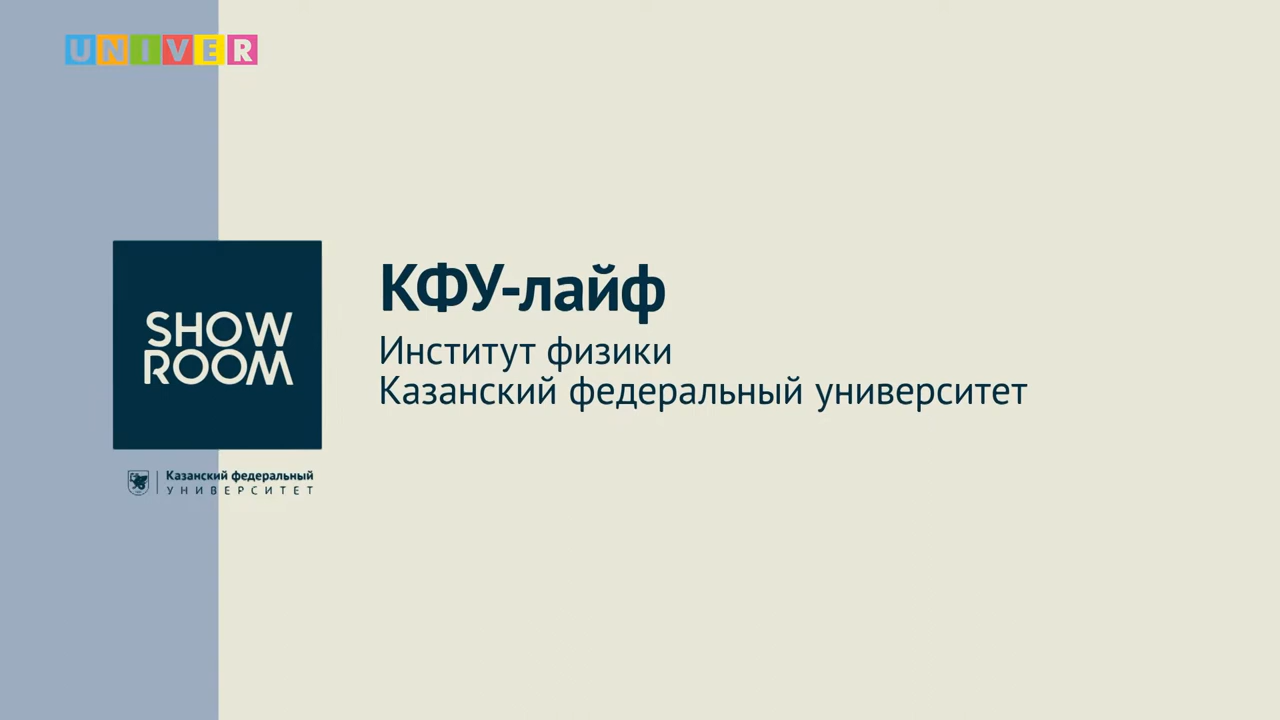 UNIVER
SHOW
ROOM
КФУ-лайф
Институт физики
Казанский федеральный университет
Казанский федеральный
УНИВЕРСИТЕТ